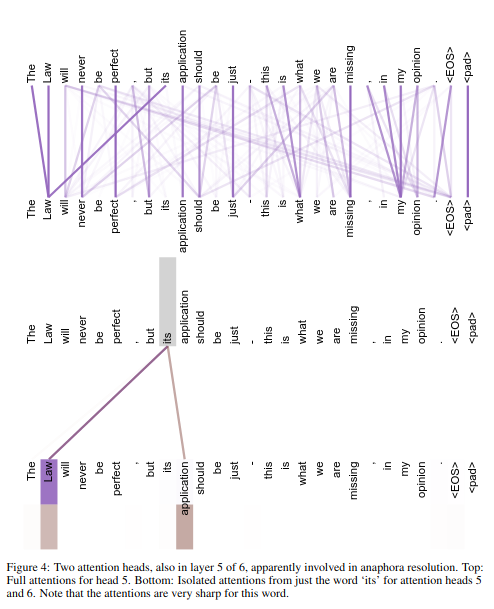 The Law will never be perfect , but its application should be just - this is what we are missing , in my opinion . <EOS> <pad>
The Law will never be perfect , but its application should be just - this is what we are missing , in my opinion . <EOS> <pad>
The Law will never be perfect , but its application should be just - this is what we are missing , in my opinion . <EOS> <pad>
The Law will never be perfect , but its application should be just - this is what we are missing , in my opinion . <EOS> <pad>
Figure 4: Two attention heads, also in layer 5 of 6, apparently involved in anaphora resolution. Top:
Full attentions for head 5. Bottom: Isolated attentions from just the word ‘its’ for attention heads 5
and 6. Note that the attentions are very sharp for this word.